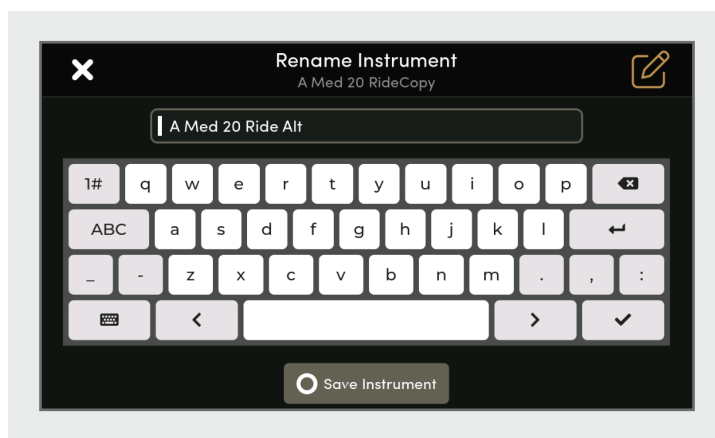 Rename Instrument
A Med 20 RideCopy
A Med 20 Ride Alt
1# q w e r t y u i o p
ABC a s d f g h j k l
_ - z x c v b n m . , :
Save Instrument